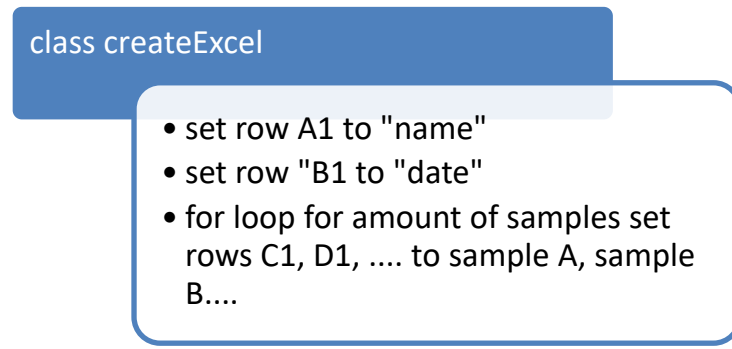 class createExcel
• set row A1 to "name"
• set row "B1 to "date"
• for loop for amount of samples set
rows C1, D1, .... to sample A, sample
B....